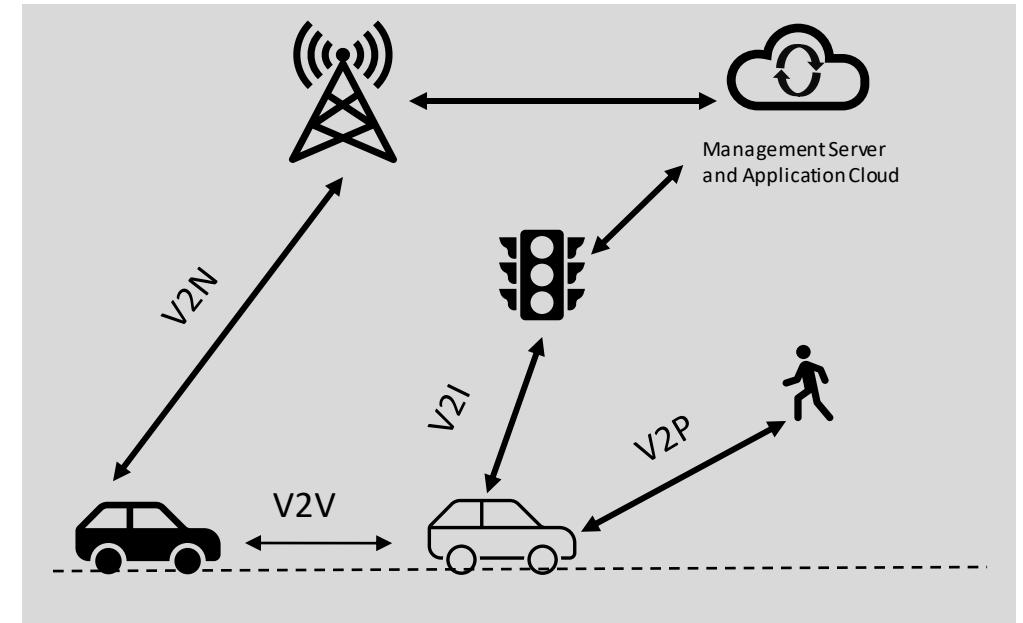 Management Server
and Application Cloud
V2N
V2I
V2P
V2V